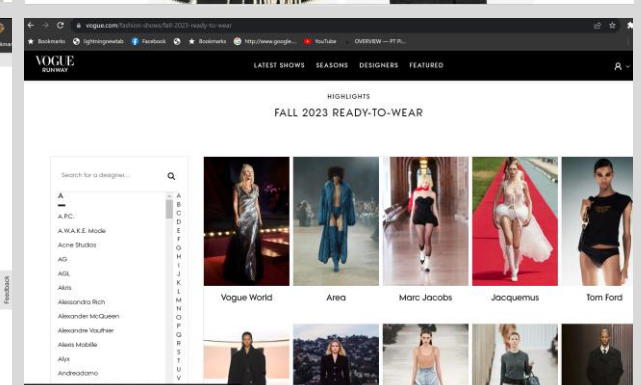 vogue.com/fashion-shows/fall-2023-ready-to-wear
Bookmarks lightningnewtab Facebook Bookmarks http://www.google... YouTube OVERVIEW — PT Pi...
VOGUE
RUNWAY
LATEST SHOWS SEASONS DESIGNERS FEATURED
HIGHLIGHTS
FALL 2023 READY-TO-WEAR
Search for a designer...
A
A.P.C.
A.W.A.K.E. Mode
Acne Studios
AG
AGL
Akris
Alessandra Rich
Alexander McQueen
Alexandre Vauthier
Alexis Mabille
Alyx
Andreadamo
A
B
C
D
E
F
G
H
I
J
K
L
M
N
O
P
Q
R
S
T
U
V
Vogue World Area Marc Jacobs Jacquemus Tom Ford
Feedback